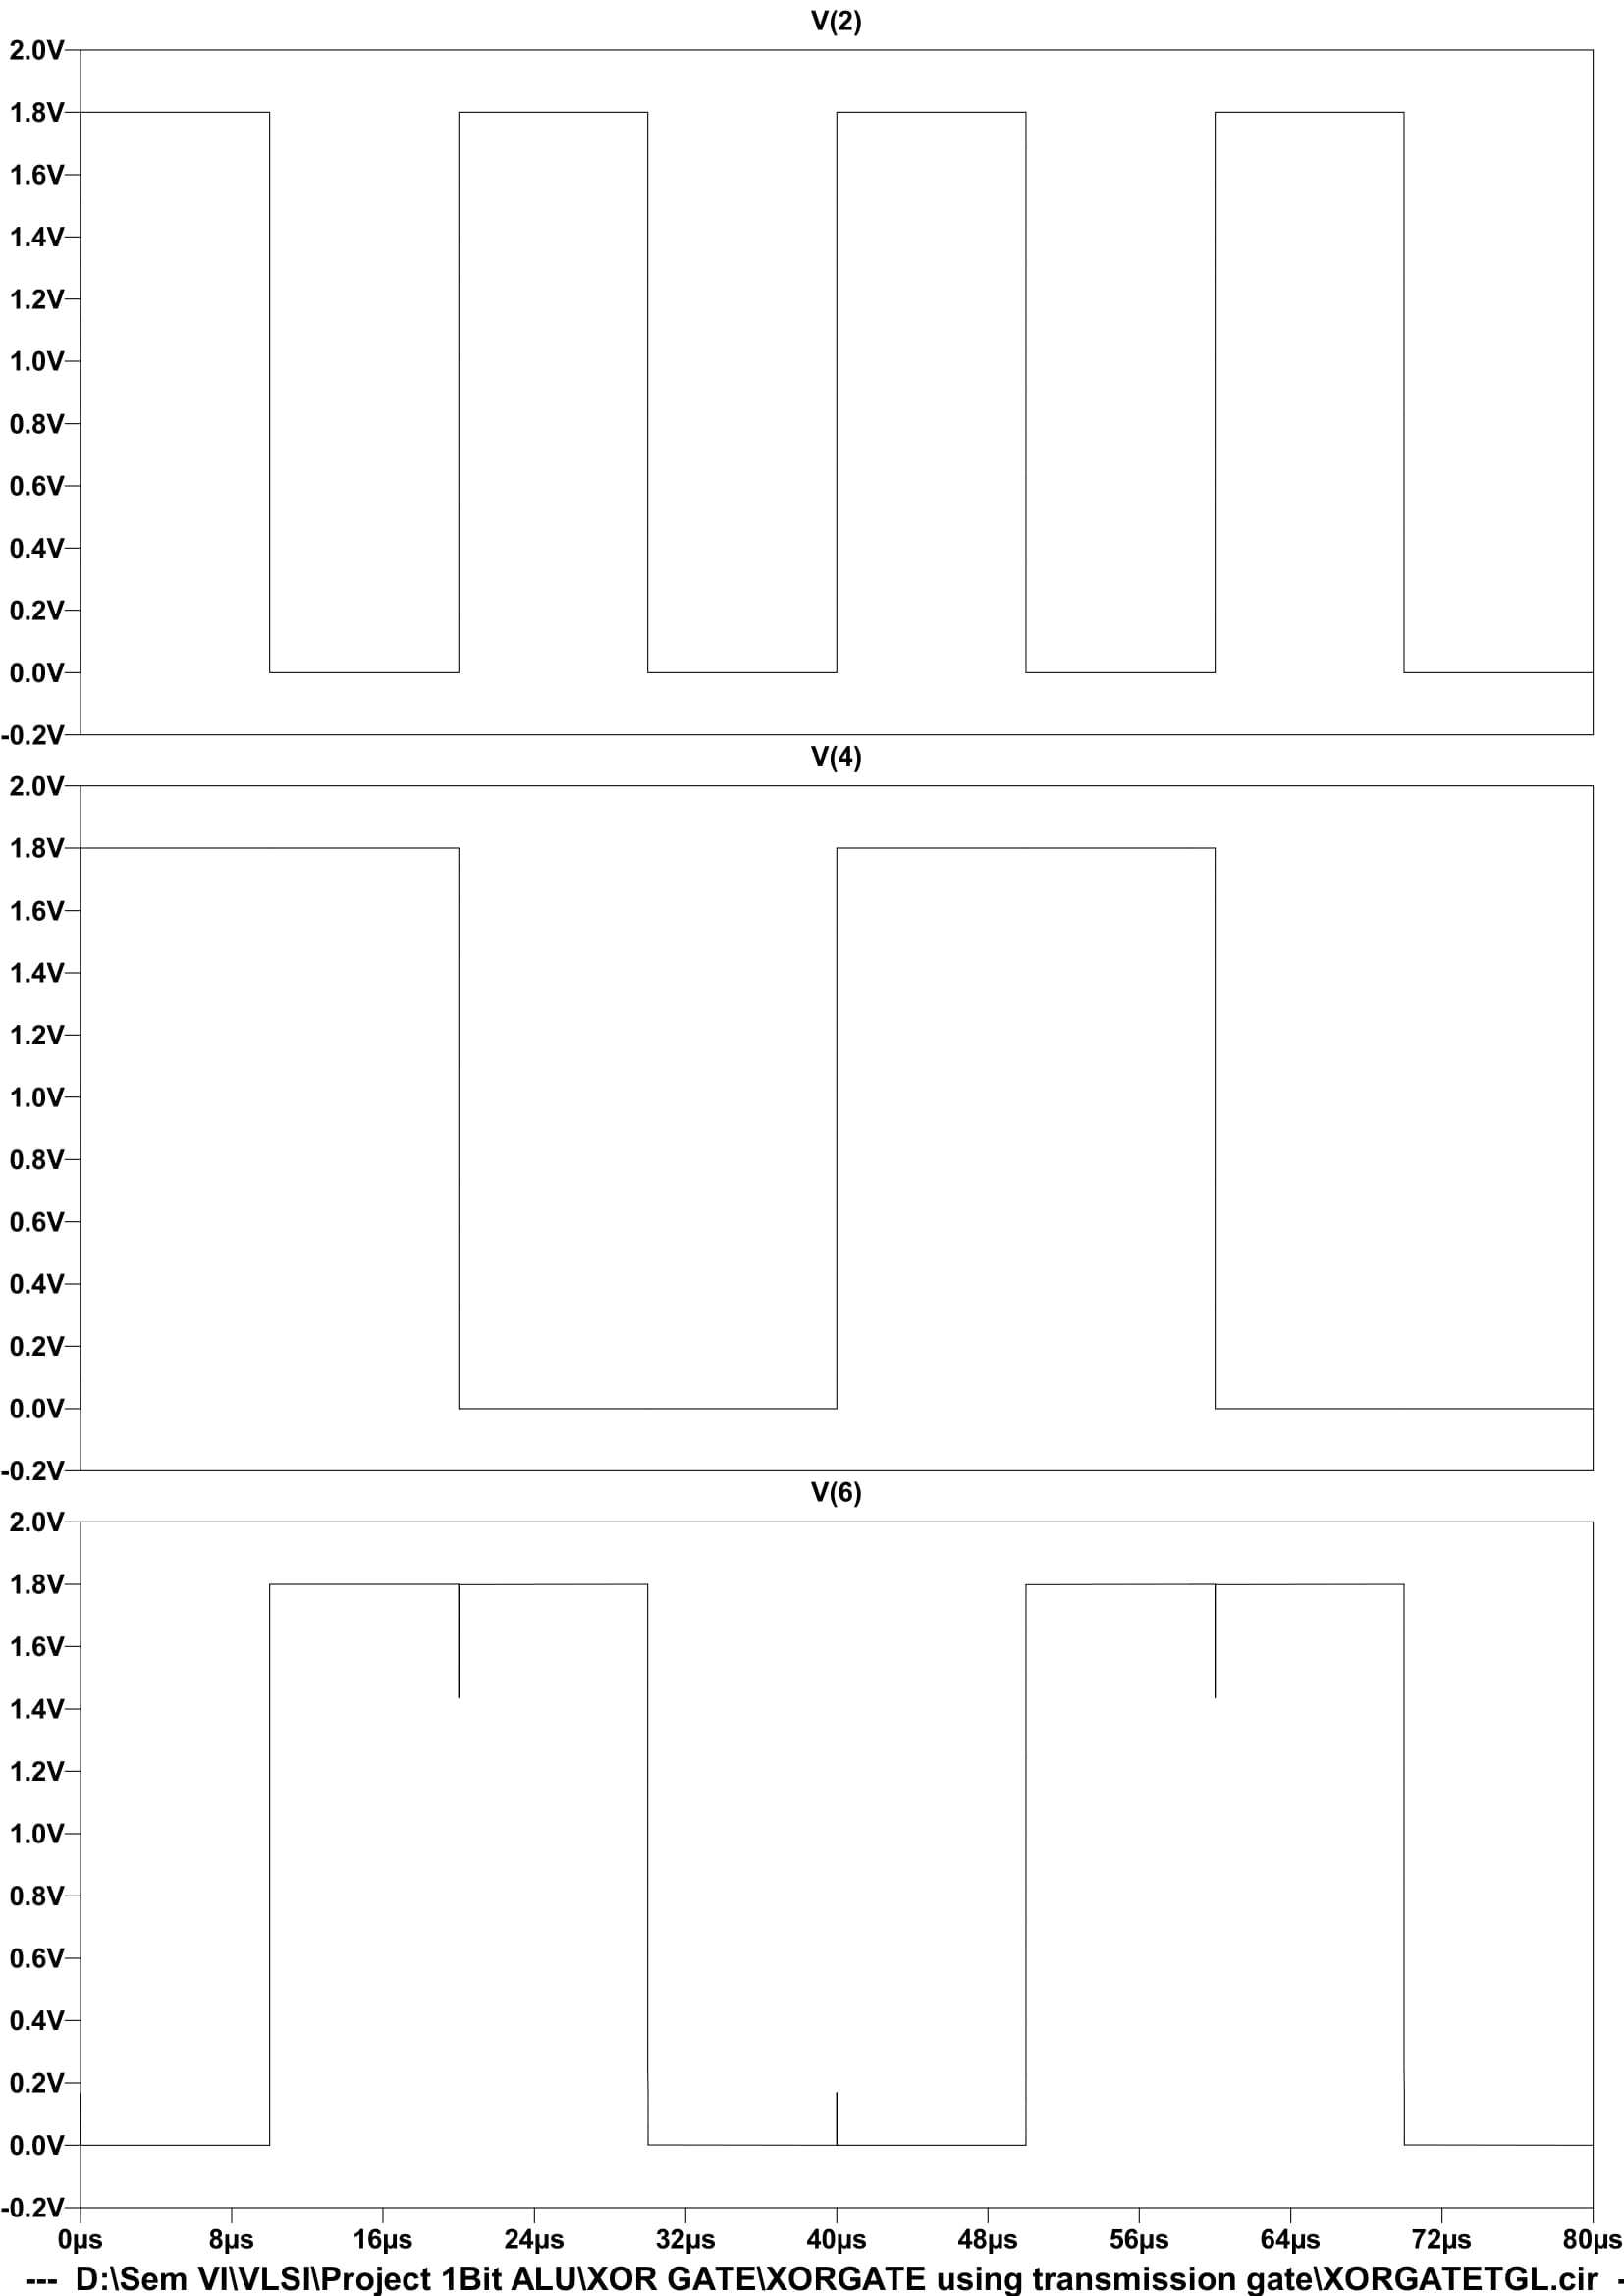 V(2)
2.0V
1.8V
1.6V
1.4V
1.2V
1.0V
0.8V
0.6V
0.4V
0.2V
0.0V
-0.2V
V(4)
2.0V
1.8V
1.6V
1.4V
1.2V
1.0V
0.8V
0.6V
0.4V
0.2V
0.0V
-0.2V
V(6)
2.0V
1.8V
1.6V
1.4V
1.2V
1.0V
0.8V
0.6V
0.4V
0.2V
0.0V
-0.2V
0µs 8µs 16µs 24µs 32µs 40µs 48µs 56µs 64µs 72µs 80µs
--- D:\Sem VI\VLSI\Project 1Bit ALU\XOR GATE\XORGATE using transmission gate\XORGATETGL.cir -